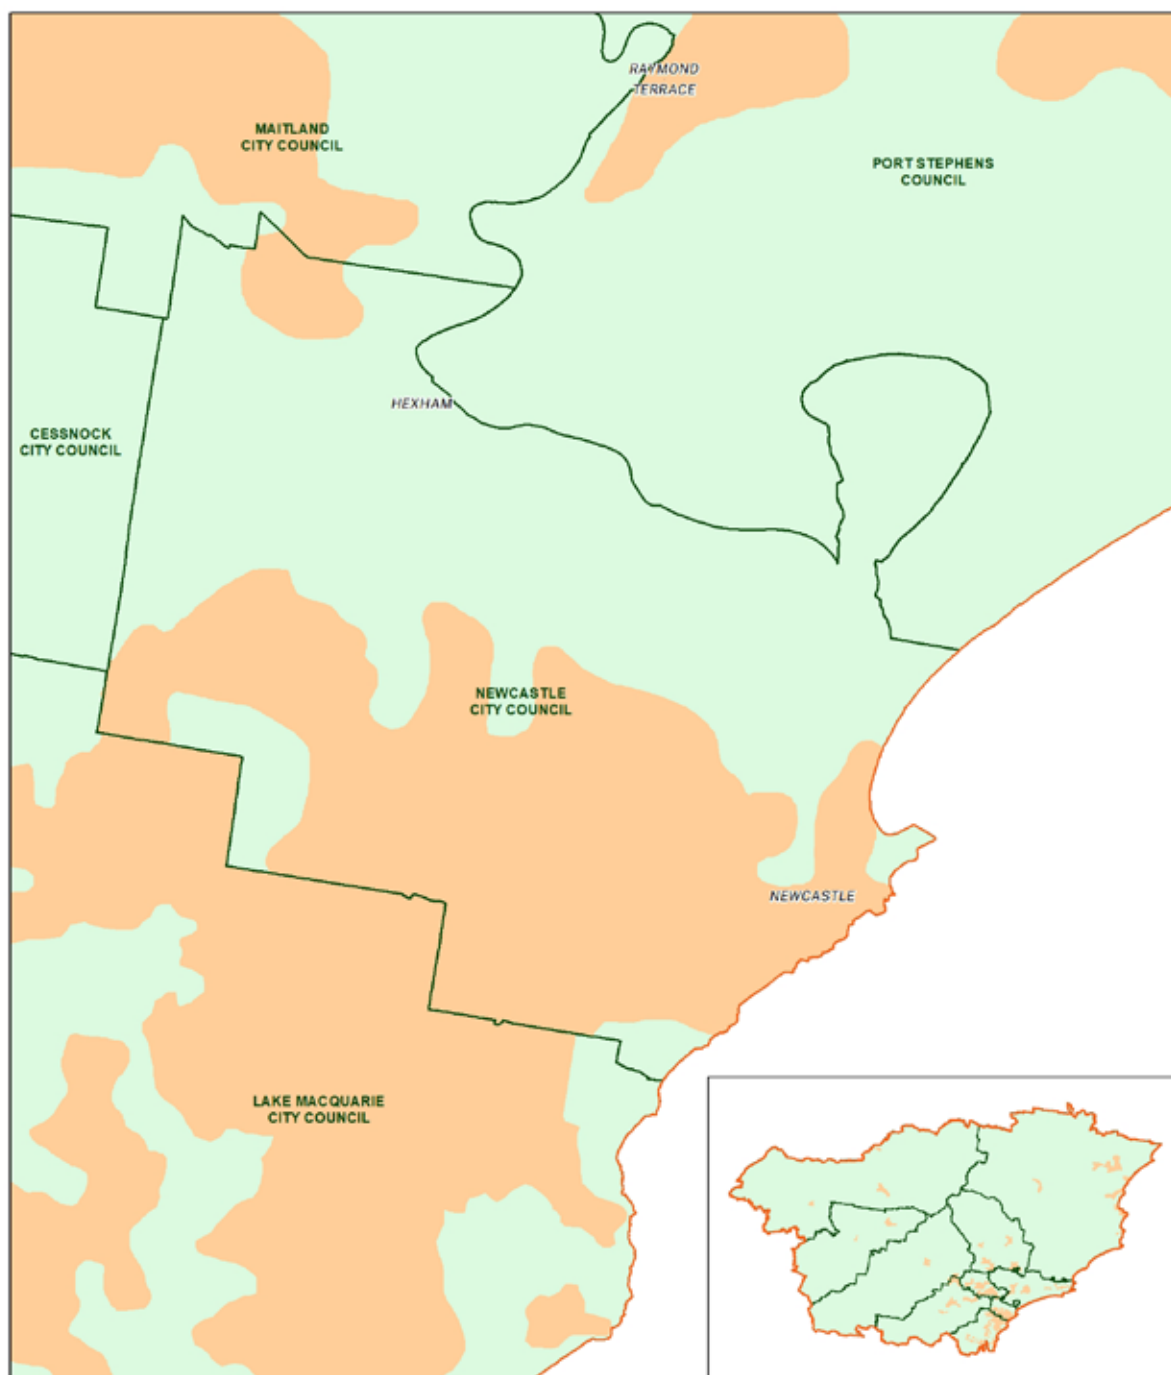 RAYMOND
TERRACE
MAITLAND
CITY COUNCIL
PORT STEPHENS
COUNCIL
HEXHAM
CESSNOCK
CITY COUNCIL
NEWCASTLE
CITY COUNCIL
NEWCASTLE
LAKE MACQUARIE
CITY COUNCIL